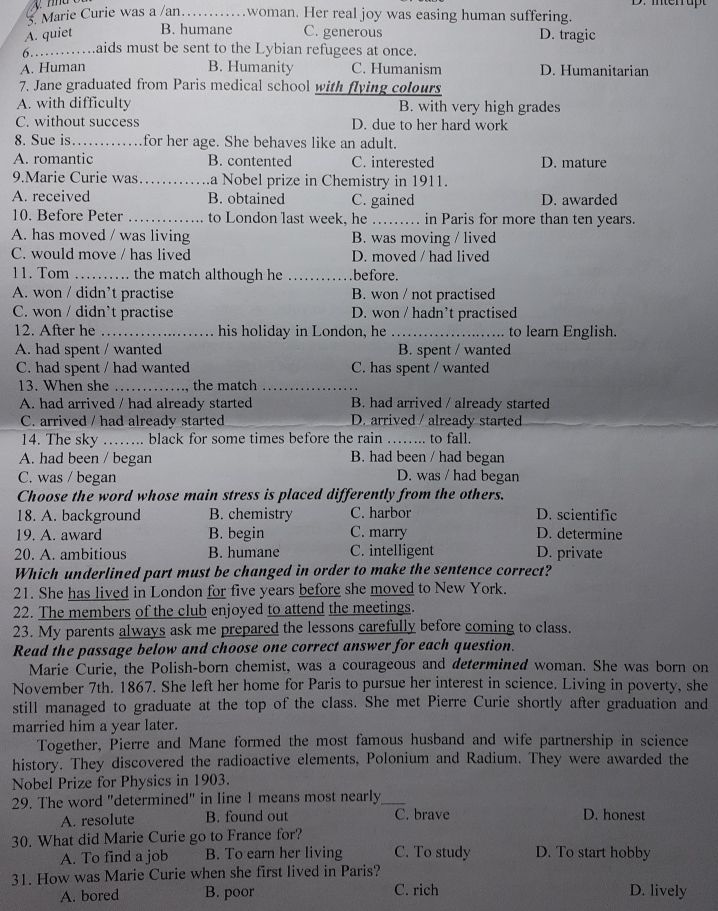 5. Marie Curie was a /an............woman. Her real joy was easing human suffering.
A. quiet B. humane C. generous D. tragic
6.............aids must be sent to the Lybian refugees at once.
A. Human B. Humanity C. Humanism D. Humanitarian
7. Jane graduated from Paris medical school with flying colours
A. with difficulty B. with very high grades
C. without success D. due to her hard work
8. Sue is.............for her age. She behaves like an adult.
A. romantic B. contented C. interested D. mature
9.Marie Curie was.............a Nobel prize in Chemistry in 1911.
A. received B. obtained C. gained D. awarded
10. Before Peter .............. to London last week, he ......... in Paris for more than ten years.
A. has moved / was living B. was moving / lived
C. would move / has lived D. moved / had lived
11. Tom .......... the match although he ............before.
A. won / didn't practise B. won / not practised
C. won / didn't practise D. won / hadn't practised
12. After he ..................... his holiday in London, he ..................... to learn English.
A. had spent / wanted B. spent / wanted
C. had spent / had wanted C. has spent / wanted
13. When she ............., the match ..................
A. had arrived / had already started B. had arrived / already started
C. arrived / had already started D. arrived / already started
14. The sky ........ black for some times before the rain ........ to fall.
A. had been / began B. had been / had began
C. was / began D. was / had began
Choose the word whose main stress is placed differently from the others.
18. A. background B. chemistry C. harbor D. scientific
19. A. award B. begin C. marry D. determine
20. A. ambitious B. humane C. intelligent D. private
Which underlined part must be changed in order to make the sentence correct?
21. She has lived in London for five years before she moved to New York.
22. The members of the club enjoyed to attend the meetings.
23. My parents always ask me prepared the lessons carefully before coming to class.
Read the passage below and choose one correct answer for each question.
Marie Curie, the Polish-born chemist, was a courageous and determined woman. She was born on
November 7th. 1867. She left her home for Paris to pursue her interest in science. Living in poverty, she
still managed to graduate at the top of the class. She met Pierre Curie shortly after graduation and
married him a year later.
Together, Pierre and Mane formed the most famous husband and wife partnership in science
history. They discovered the radioactive elements, Polonium and Radium. They were awarded the
Nobel Prize for Physics in 1903.
29. The word "determined" in line 1 means most nearly___
A. resolute B. found out C. brave D. honest
30. What did Marie Curie go to France for?
A. To find a job B. To earn her living C. To study D. To start hobby
31. How was Marie Curie when she first lived in Paris?
A. bored B. poor C. rich D. lively